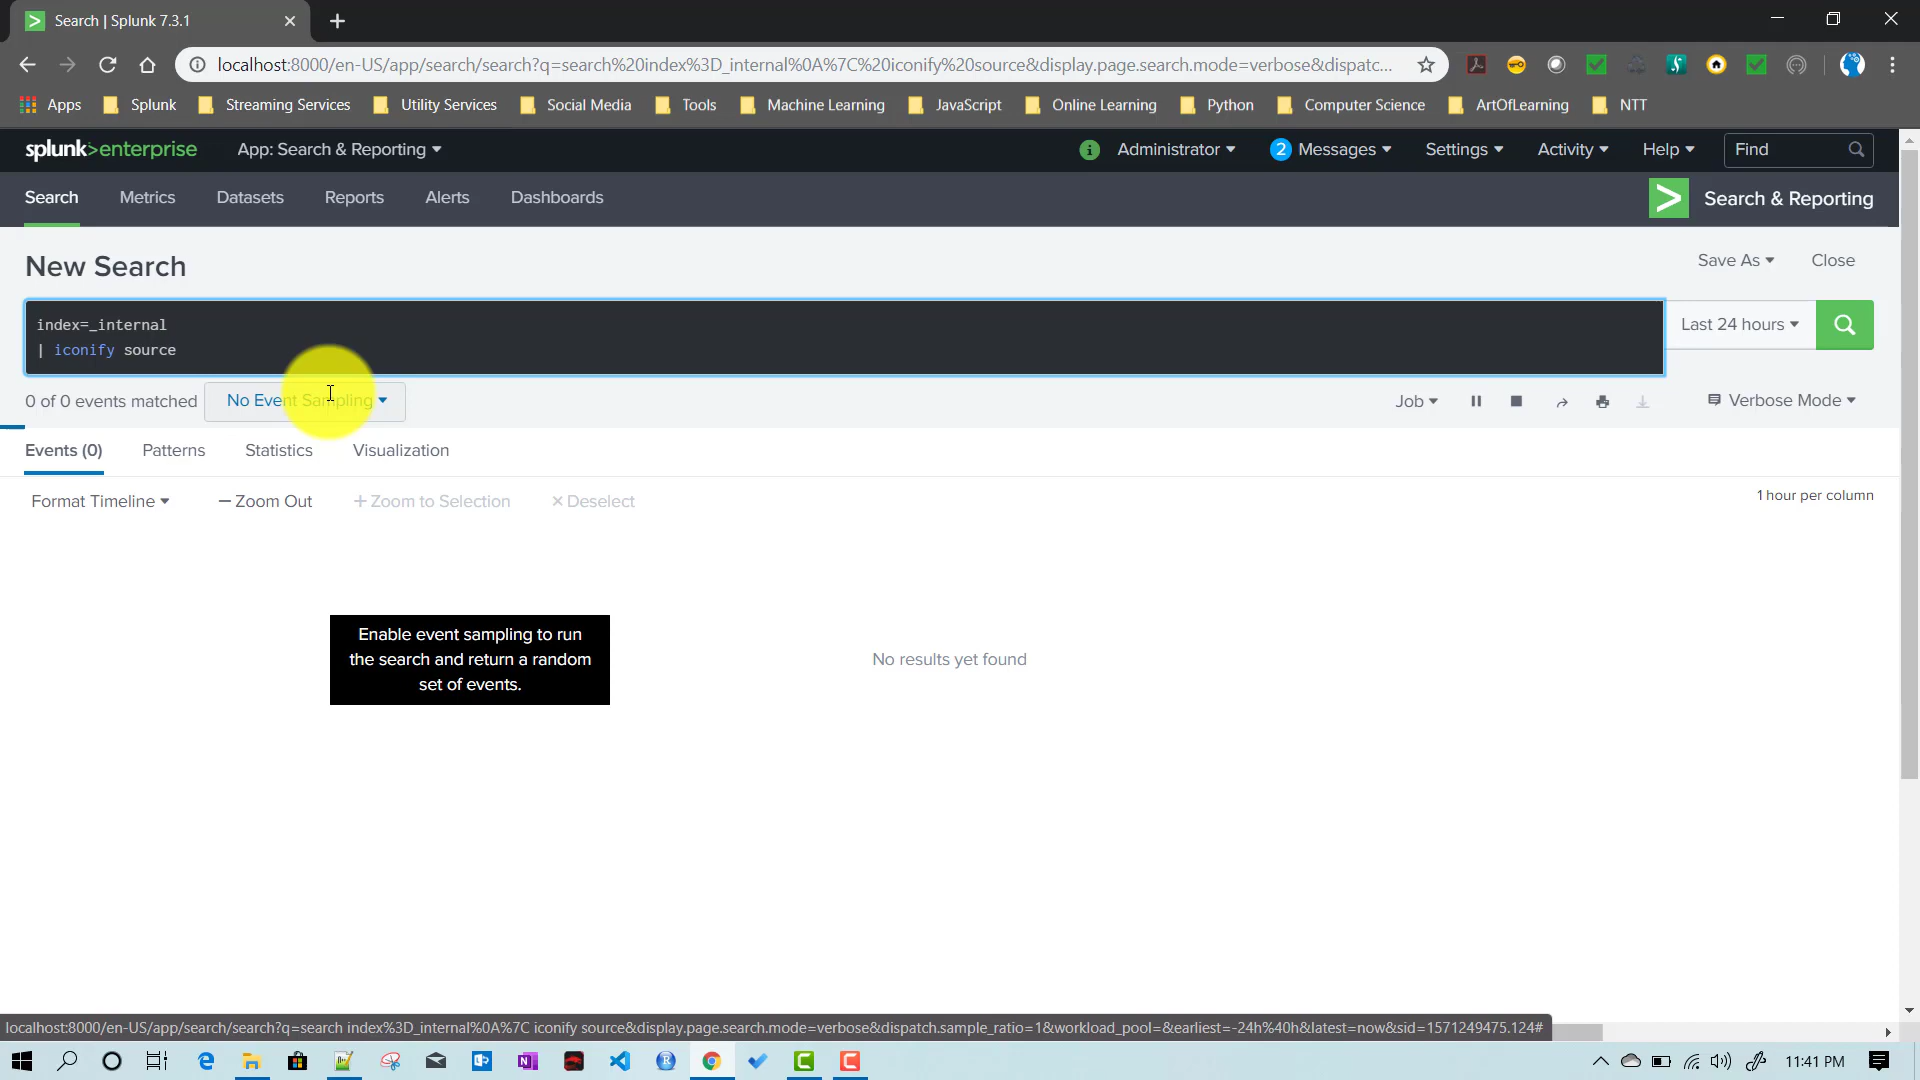 Search | Splunk 7.3.1
localhost:8000/en-US/app/search/search?q=search%20index%3D_internal%0A%7C%20iconify%20source&display.page.search.mode=verbose&dispatc...
Apps Splunk Streaming Services Utility Services Social Media Tools Machine Learning JavaScript Online Learning Python Computer Science ArtOfLearning NTT
splunk>enterprise App: Search & Reporting Administrator 2 Messages Settings Activity Help Find
Search Metrics Datasets Reports Alerts Dashboards Search & Reporting
New Search Save As Close
index=_internal
| iconify source
Last 24 hours
0 of 0 events matched No Event Sampling Job Verbose Mode
Events (0) Patterns Statistics Visualization
Format Timeline — Zoom Out + Zoom to Selection × Deselect 1 hour per column
Enable event sampling to run
the search and return a random
set of events.
No results yet found
localhost:8000/en-US/app/search/search?q=search index%3D_internal%0A%7C iconify source&display.page.search.mode=verbose&dispatch.sample_ratio=1&workload_pool=&earliest=-24h%40h&latest=now&sid=1571249475.124#
11:41 PM